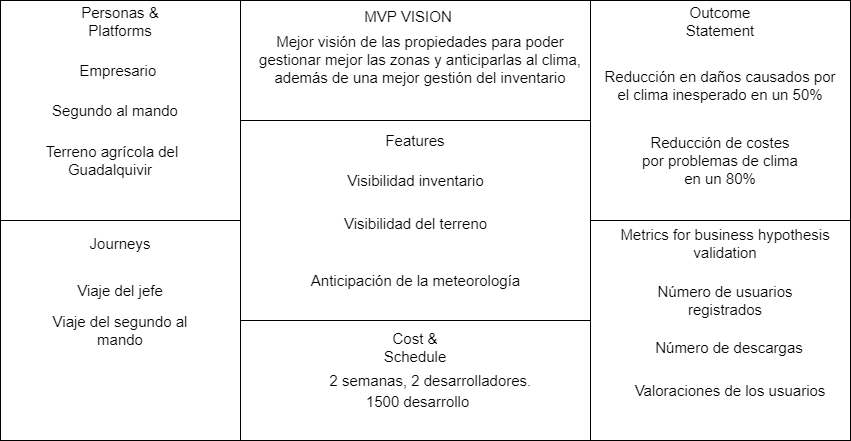 Personas &
Platforms
Empresario
Segundo al mando
Terreno agrícola del
Guadalquivir
Journeys
Viaje del jefe
Viaje del segundo al
mando
MVP VISION
Mejor visión de las propiedades para poder
gestionar mejor las zonas y anticiparlas al clima,
además de una mejor gestión del inventario
Features
Visibilidad inventario
Visibilidad del terreno
Anticipación de la meteorología
Cost &
Schedule
2 semanas, 2 desarrolladores.
1500 desarrollo
Outcome
Statement
Reducción en daños causados por
el clima inesperado en un 50%
Reducción de costes
por problemas de clima
en un 80%
Metrics for business hypothesis
validation
Número de usuarios
registrados
Número de descargas
Valoraciones de los usuarios